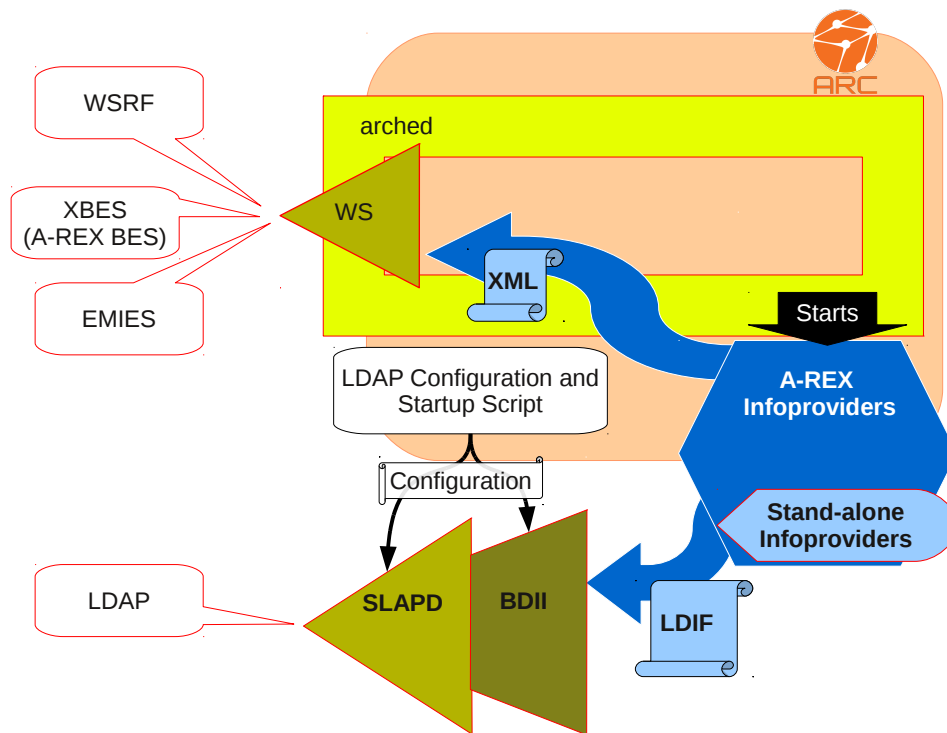 ARC
WSRF
arched
XBES
(A-REX BES)
WS
XML
EMIES
Starts
LDAP Configuration and
Startup Script
A-REX
Infoproviders
Configuration
Stand-alone
Infoproviders
LDAP
SLAPD
BDII
LDIF